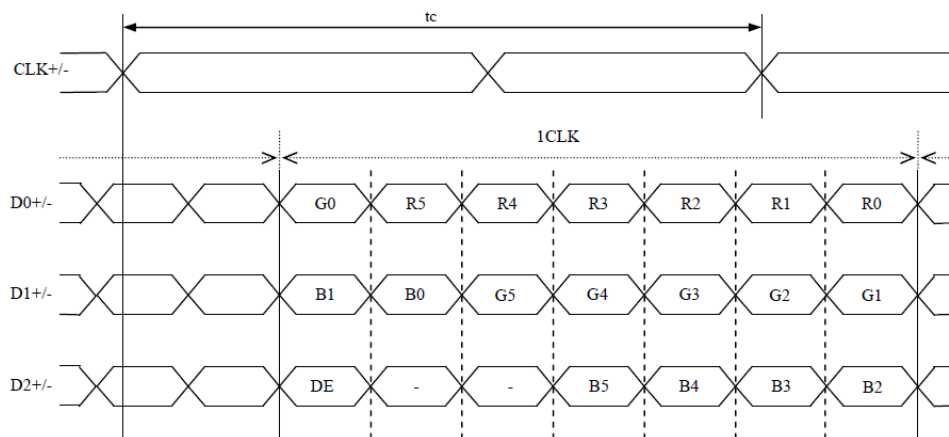 tc
CLK+/-
1CLK
D0+/- G0 R5 R4 R3 R2 R1 R0
D1+/- B1 B0 G5 G4 G3 G2 G1
D2+/- DE - - B5 B4 B3 B2